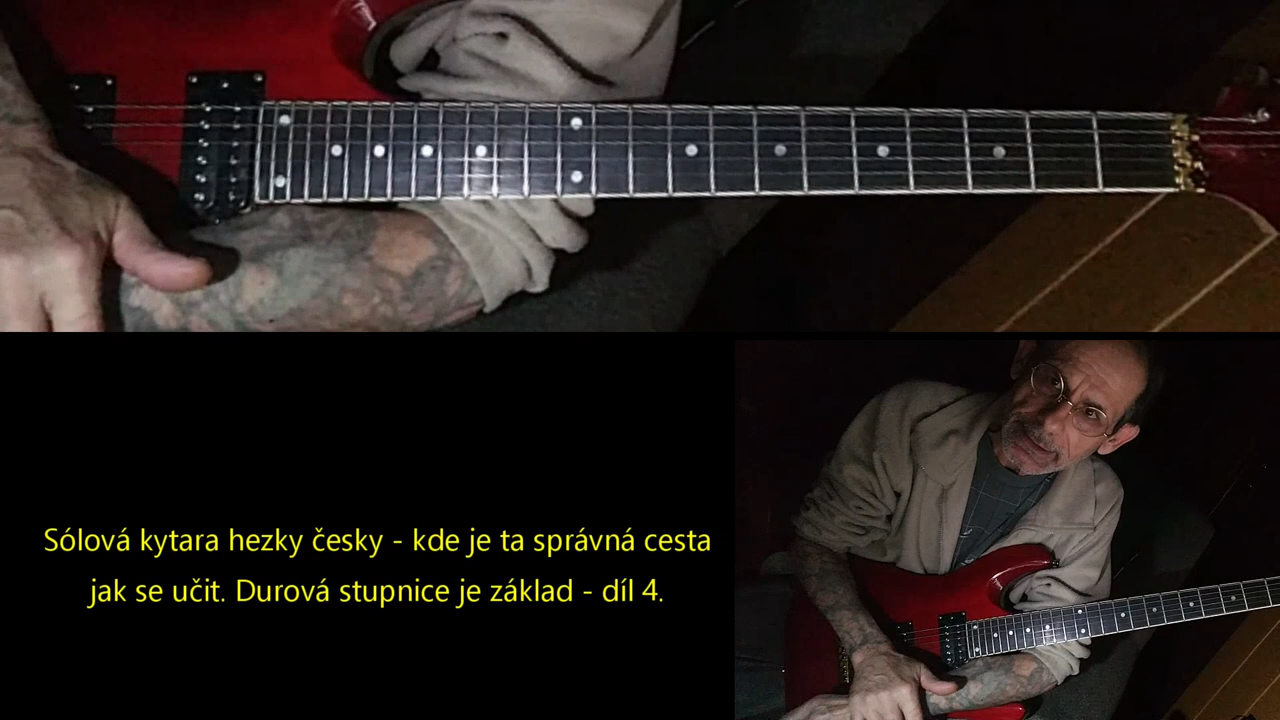 Sólová kytara hezky česky - kde je ta správná cesta
jak se učit. Durová stupnice je základ - díl 4.